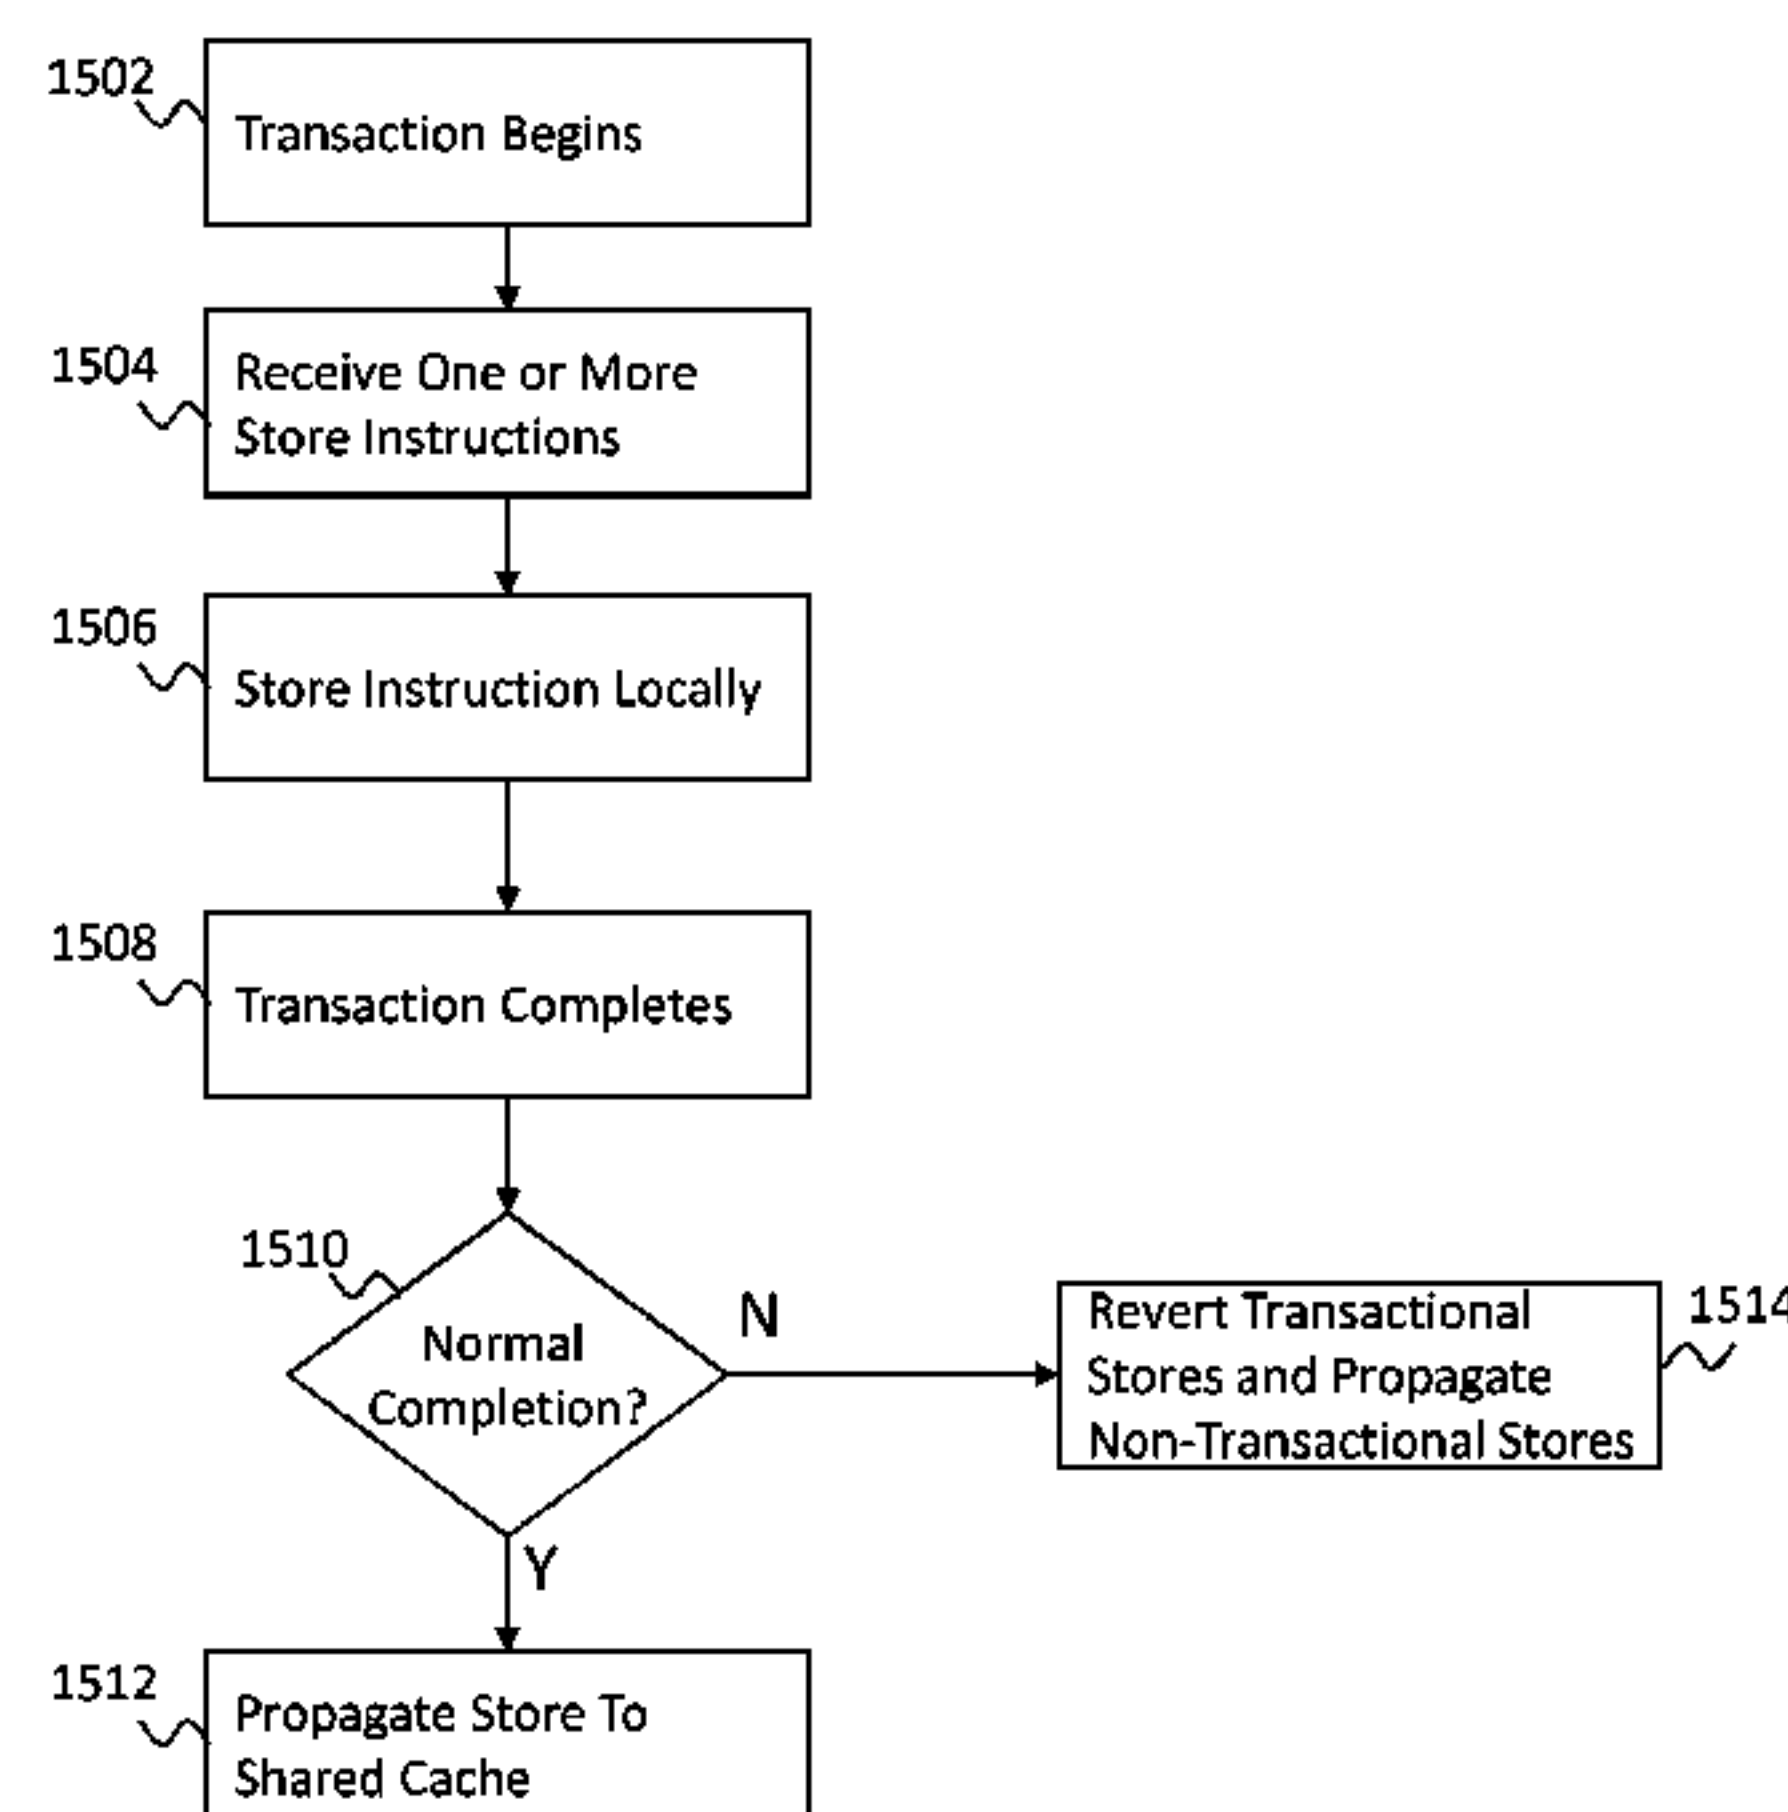 1502
Transaction Begins
1504
Receive One or More
Store Instructions
1506
Store Instruction Locally
1508
Transaction Completes
1510
Normal
Completion?
N
Revert Transactional
Stores and Propagate
Non-Transactional Stores
1514
Y
1512
Propagate Store To
Shared Cache